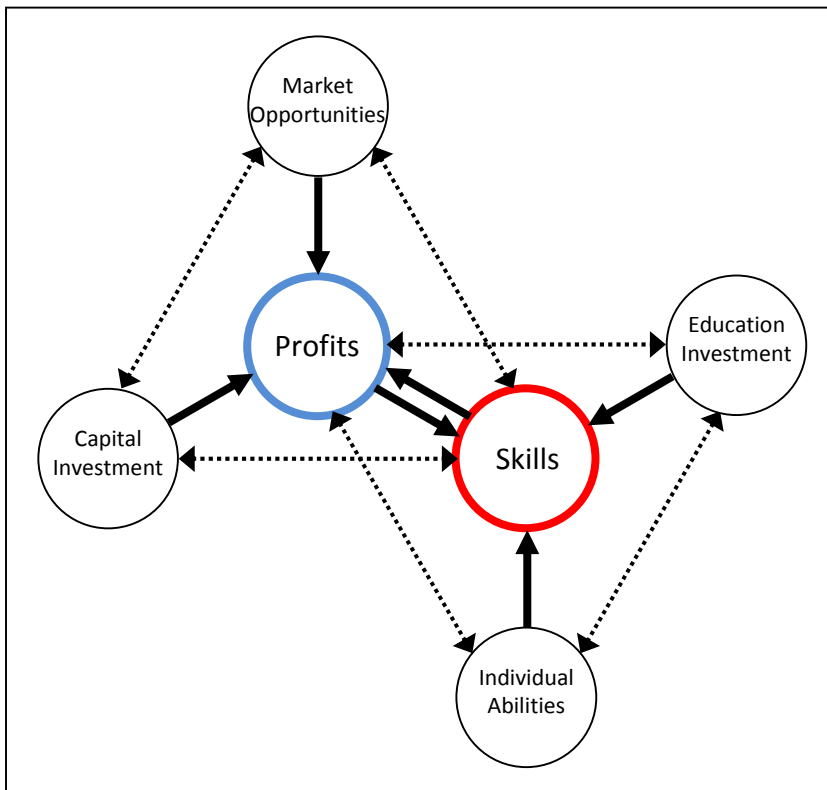 Market
Opportunities
Profits
Education
Investment
Capital
Investment
Skills
Individual
Abilities